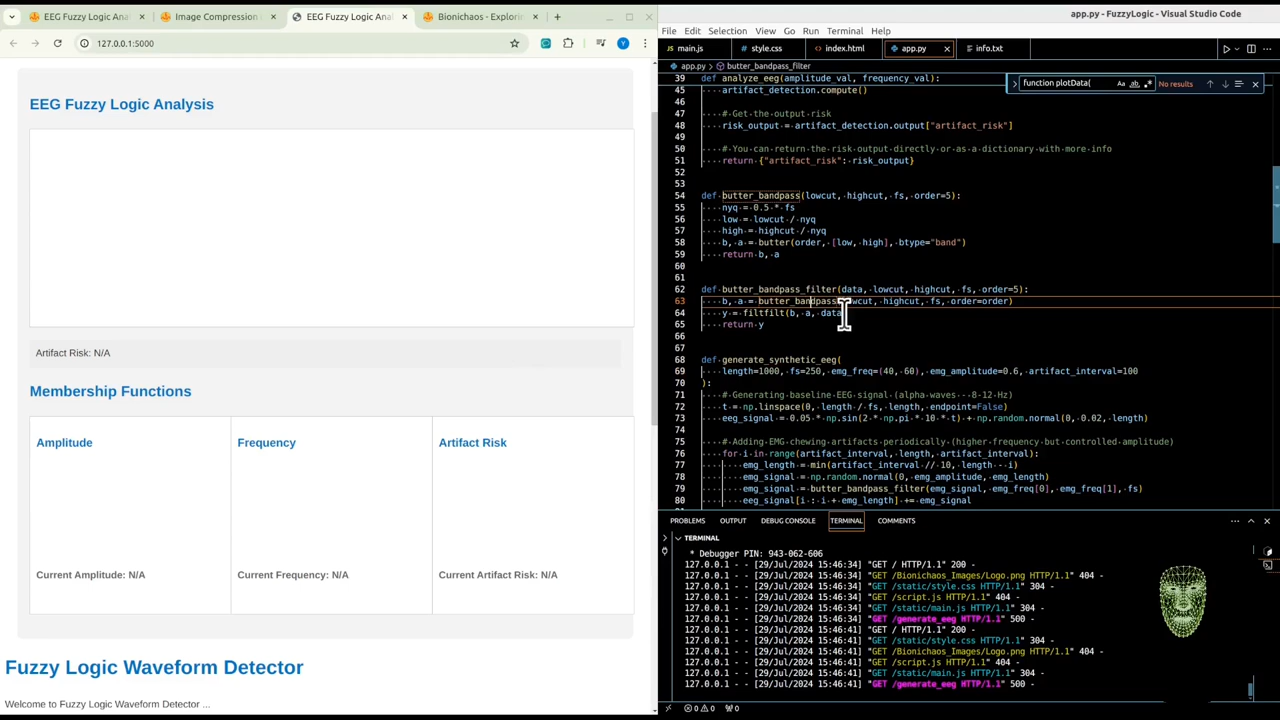 EEG Fuzzy Logic Anal
Image Compression i
EEG Fuzzy Logic Anal
Bionichaos - Explorin
127.0.0.1:5000
Y
EEG Fuzzy Logic Analysis
Artifact Risk: N/A
Membership Functions
Amplitude
Frequency
Artifact Risk
Current Amplitude: N/A
Current Frequency: N/A
Current Artifact Risk: N/A
Fuzzy Logic Waveform Detector
Welcome to Fuzzy Logic Waveform Detector ...
app.py - FuzzyLogic - Visual Studio Code
File Edit Selection View Go Run Terminal Help
main.js
style.css
index.html
app.py
info.txt
app.py > butter_bandpass_filter
function plotData(
Aa ab .*
No results
39 def analyze_eeg(amplitude_val, frequency_val):
45 artifact_detection.compute()
46
47 # Get the output risk
48 risk_output = artifact_detection.output["artifact_risk"]
49
50 # You can return the risk output directly or as a dictionary with more info
51 return {"artifact_risk": risk_output}
52
53
54 def butter_bandpass(lowcut, highcut, fs, order=5):
55 nyq = 0.5 * fs
56 low = lowcut / nyq
57 high = highcut / nyq
58 b, a = butter(order, [low, high], btype="band")
59 return b, a
60
61
62 def butter_bandpass_filter(data, lowcut, highcut, fs, order=5):
63 b, a = butter_bandpass(lowcut, highcut, fs, order=order)
64 y = filtfilt(b, a, data)
65 return y
66
67
68 def generate_synthetic_eeg(
69 length=1000, fs=250, emg_freq=(40, 60), emg_amplitude=0.6, artifact_interval=100
70 ):
71 # Generating baseline EEG signal (alpha waves - 8-12 Hz)
72 t = np.linspace(0, length / fs, length, endpoint=False)
73 eeg_signal = 0.05 * np.sin(2 * np.pi * 10 * t) + np.random.normal(0, 0.02, length)
74
75 # Adding EMG chewing artifacts periodically (higher frequency but controlled amplitude)
76 for i in range(artifact_interval, length, artifact_interval):
77 emg_length = min(artifact_interval // 10, length - i)
78 emg_signal = np.random.normal(0, emg_amplitude, emg_length)
79 emg_signal = butter_bandpass_filter(emg_signal, emg_freq[0], emg_freq[1], fs)
80 eeg_signal[i : i + emg_length] += emg_signal
PROBLEMS OUTPUT DEBUG CONSOLE TERMINAL COMMENTS
TERMINAL
* Debugger PIN: 943-062-606
127.0.0.1 - - [29/Jul/2024 15:46:34] "GET / HTTP/1.1" 200 -
127.0.0.1 - - [29/Jul/2024 15:46:34] "GET /Bionichaos_Images/Logo.png HTTP/1.1" 404 -
127.0.0.1 - - [29/Jul/2024 15:46:34] "GET /static/style.css HTTP/1.1" 304 -
127.0.0.1 - - [29/Jul/2024 15:46:34] "GET /script.js HTTP/1.1" 404 -
127.0.0.1 - - [29/Jul/2024 15:46:34] "GET /static/main.js HTTP/1.1" 304 -
127.0.0.1 - - [29/Jul/2024 15:46:34] "GET /generate_eeg HTTP/1.1" 500 -
127.0.0.1 - - [29/Jul/2024 15:46:41] "GET / HTTP/1.1" 200 -
127.0.0.1 - - [29/Jul/2024 15:46:41] "GET /static/style.css HTTP/1.1" 304 -
127.0.0.1 - - [29/Jul/2024 15:46:41] "GET /Bionichaos_Images/Logo.png HTTP/1.1" 404 -
127.0.0.1 - - [29/Jul/2024 15:46:41] "GET /script.js HTTP/1.1" 404 -
127.0.0.1 - - [29/Jul/2024 15:46:41] "GET /static/main.js HTTP/1.1" 304 -
127.0.0.1 - - [29/Jul/2024 15:46:41] "GET /generate_eeg HTTP/1.1" 500 -
0 0 0